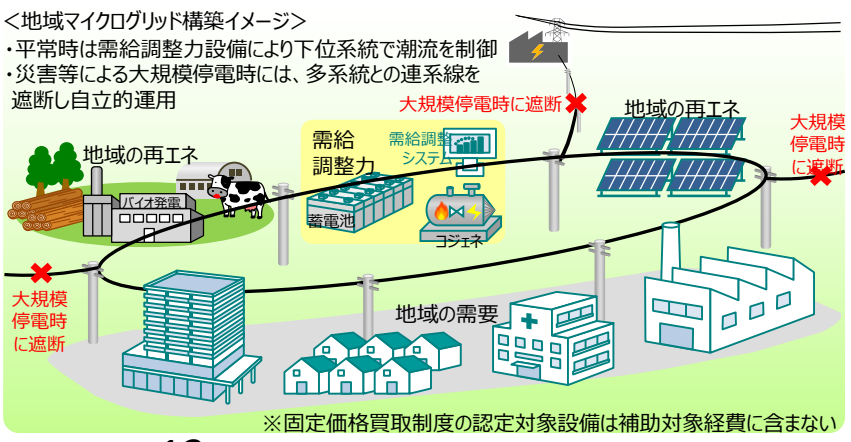 ＜地域マイクログリッド構築イメージ＞
・平常時は需給調整力設備により下位系統で潮流を制御
・災害等による大規模停電時には、多系統との連系線を
遮断し自立的運用
大規模停電時に遮断
地域の再エネ
大規模
停電時
に遮断
需給
調整力
需給調整
システム
地域の再エネ
バイオ発電
蓄電池
コジェネ
大規模
停電時
に遮断
地域の需要
※固定価格買取制度の認定対象設備は補助対象経費に含まない